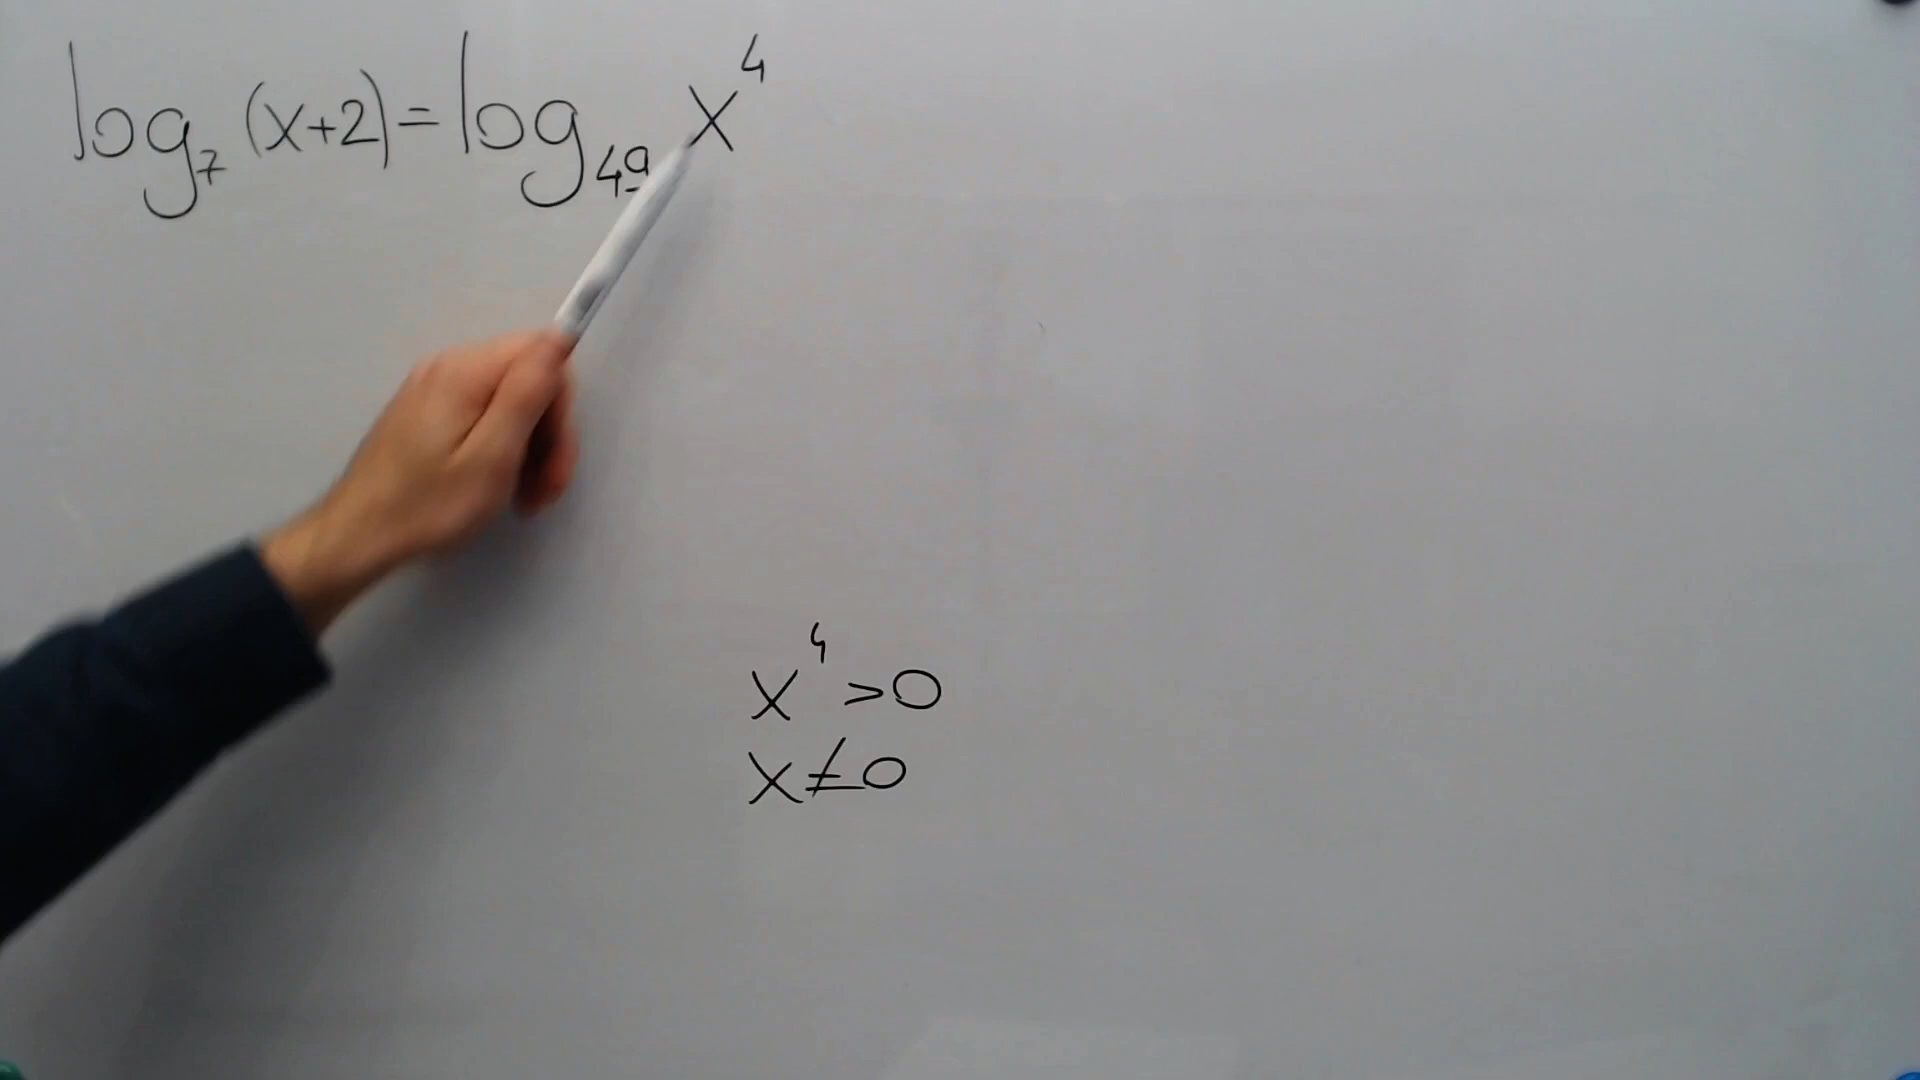 log₇ (x+2) = log₄₉ x⁴
x⁴ >0
x≠0